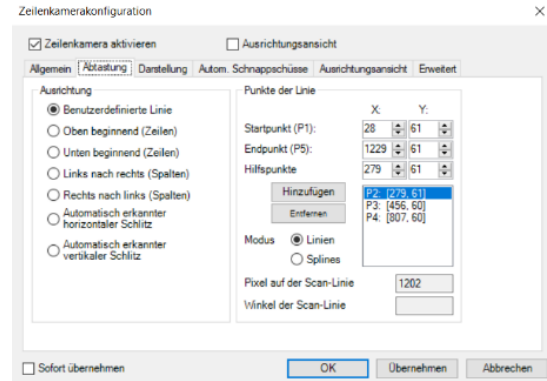 Zeilenkamerakonfiguration
Zeilenkamera aktivieren
Ausrichtungsansicht
Allgemein Abtastung Darstellung Autom. Schnappschüsse Ausrichtungsansicht Erweitert
Ausrichtung
Benutzerdefinierte Linie
Oben beginnend (Zeilen)
Unten beginnend (Zeilen)
Links nach rechts (Spalten)
Rechts nach links (Spalten)
Automatisch erkannter
horizontaler Schlitz
Automatisch erkannter
vertikaler Schlitz
Punkte der Linie
X: Y:
Startpunkt (P1): 28 61
Endpunkt (P5): 1229 61
Hilfspunkte 279 61
Hinzufügen
Entfernen
P2: [279, 61]
P3: [456, 60]
P4: [807, 60]
Modus Linien
Splines
Pixel auf der Scan-Linie 1202
Winkel der Scan-Linie
Sofort übernehmen
OK Übernehmen Abbrechen